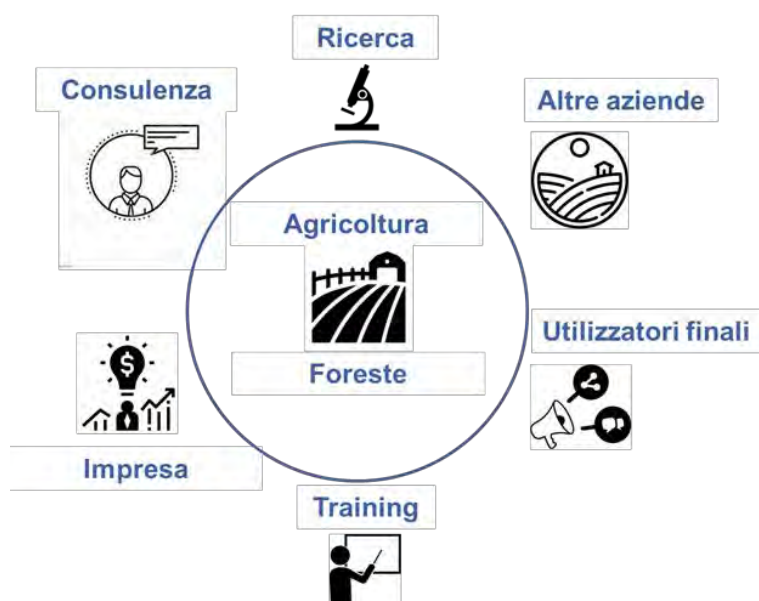 Ricerca
Consulenza
Altre aziende
Agricoltura
Foreste
Utilizzatori finali
Impresa
Training